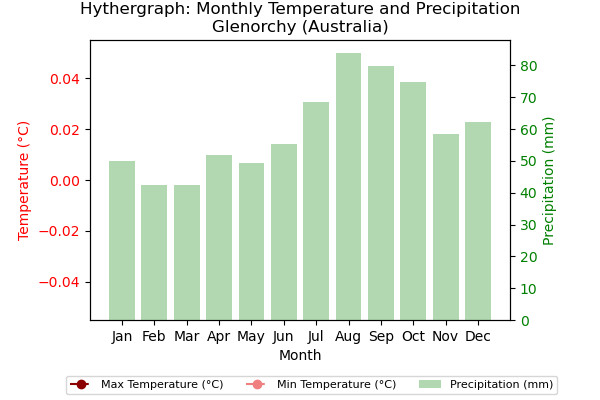 Hythergraph: Monthly Temperature and Precipitation
Glenorchy (Australia)
Temperature (°C)
0.04
0.02
0.00
−0.02
−0.04
80
70
60
50
40
30
20
10
0
Precipitation (mm)
Jan Feb Mar Apr May Jun Jul Aug Sep Oct Nov Dec
Month
Max Temperature (°C) Min Temperature (°C) Precipitation (mm)